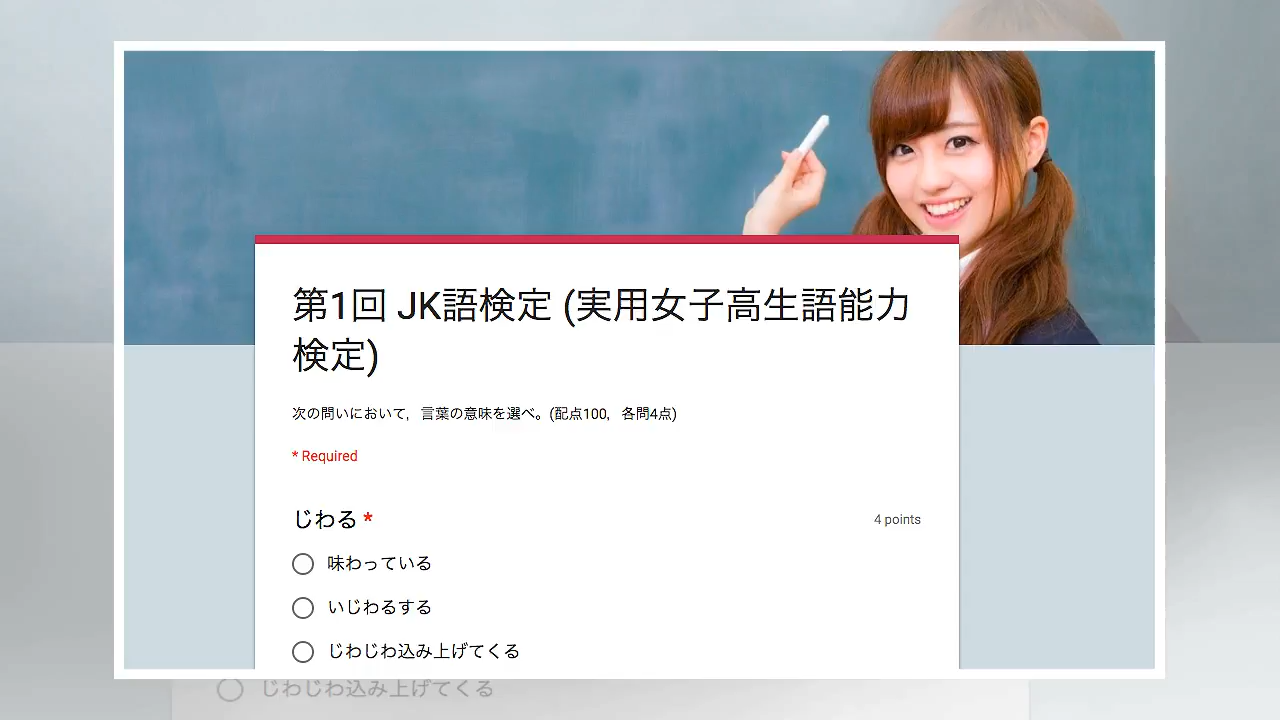 第1回 JK語検定 (実用女子高生語能力
検定)
次の問いにおいて，言葉の意味を選べ。(配点100，各問4点)
* Required
じわる *
4 points
味わっている
いじわるする
じわじわ込み上げてくる
じわじわ込み上げてくる